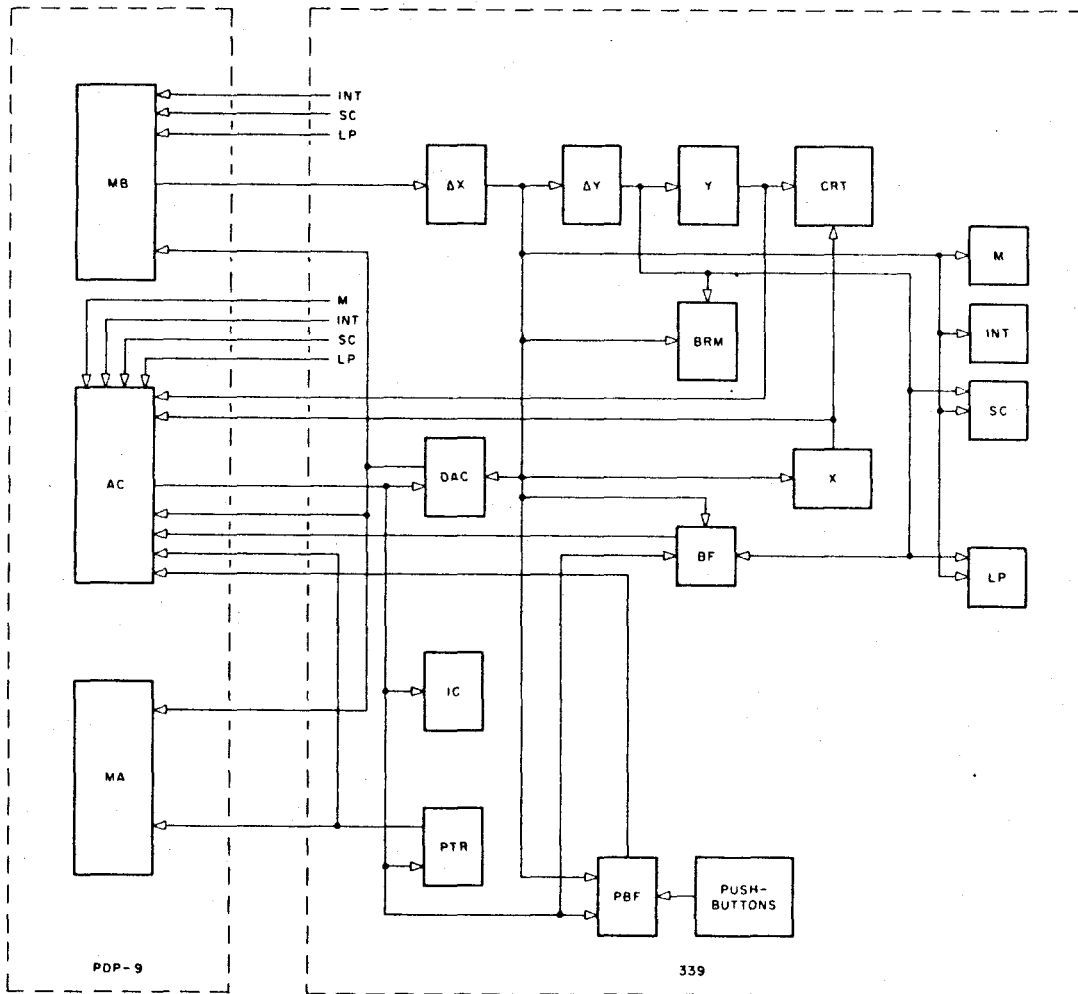 INT
SC
LP
MB
ΔX
ΔY
Y
CRT
M
INT
SC
LP
M
INT
SC
LP
BRM
AC
DAC
X
BF
IC
MA
PTR
PBF
PUSH-
BUTTONS
PDP-9
339